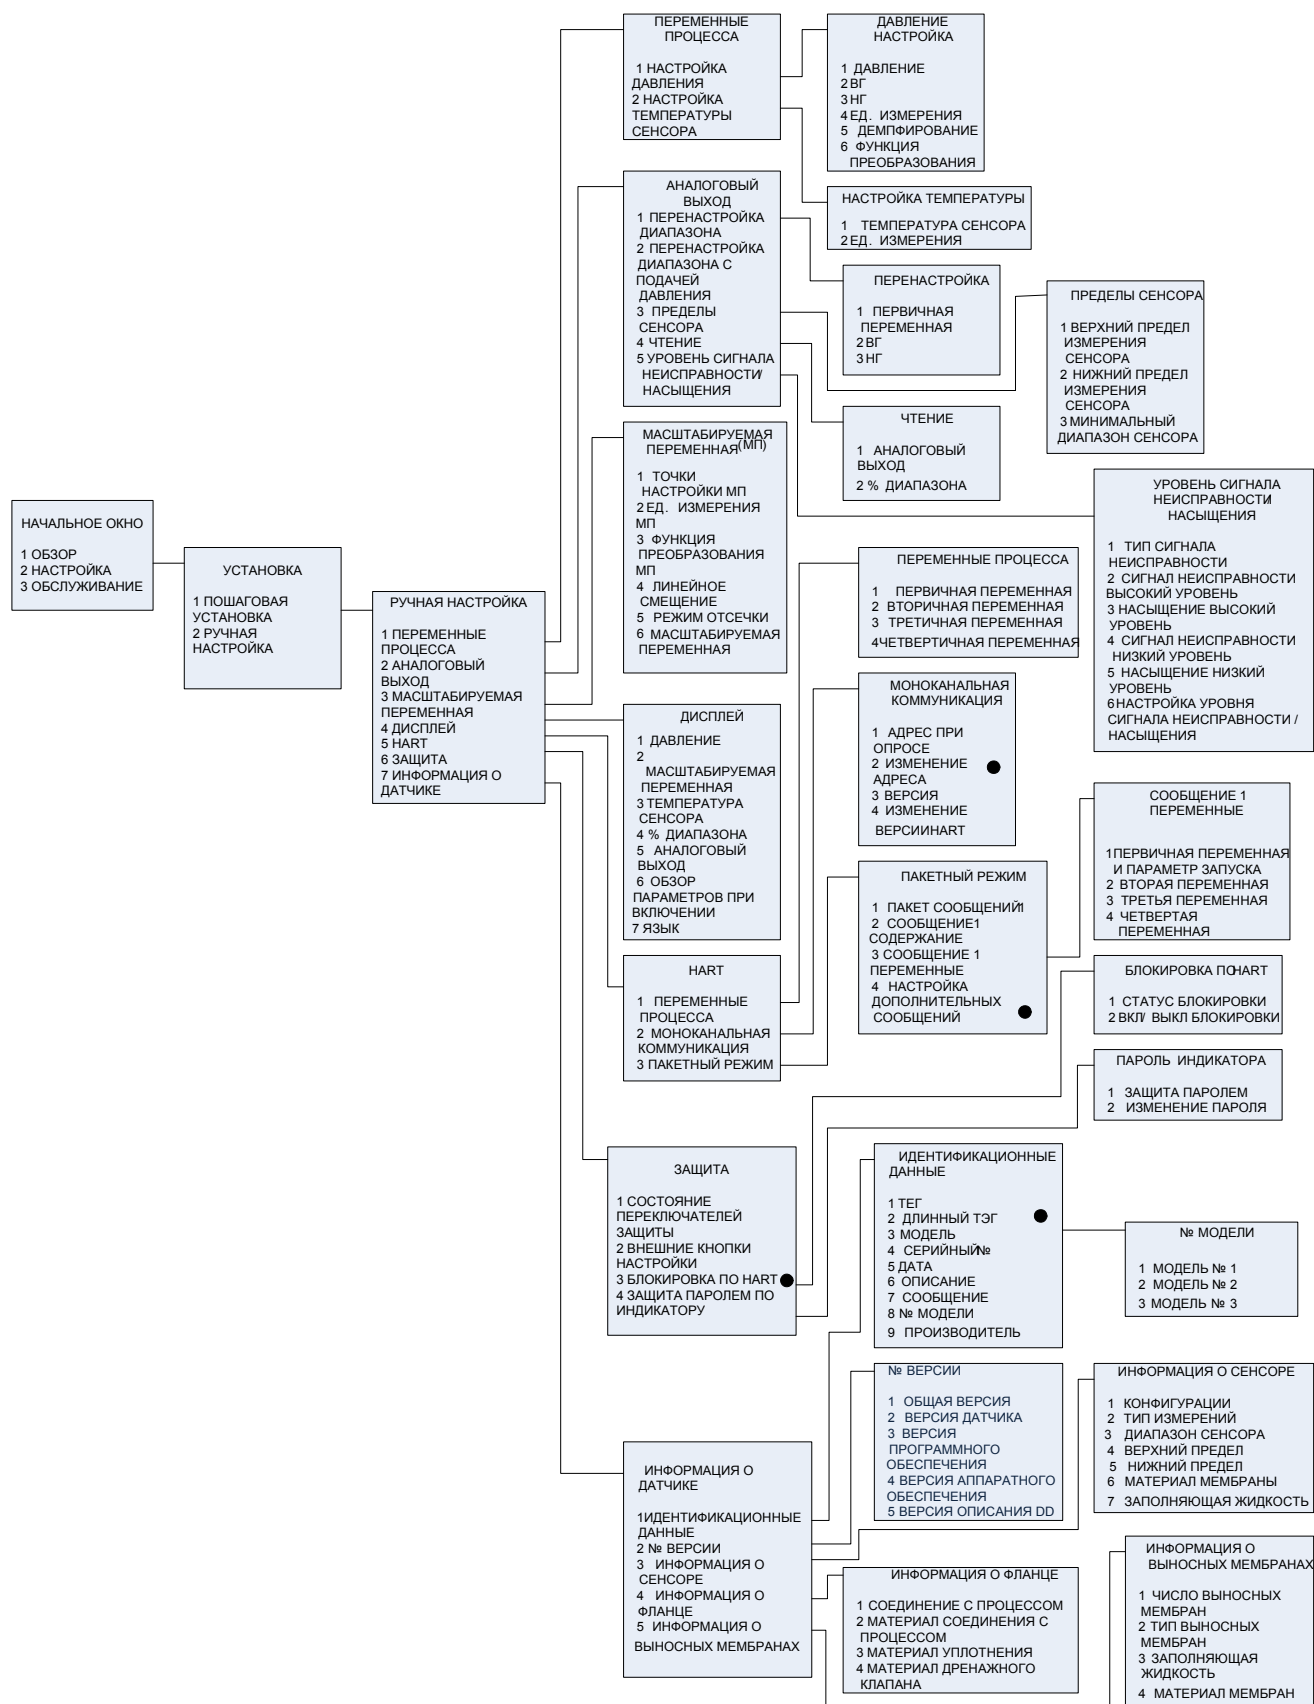 НАЧАЛЬНОЕ ОКНО
1 ОБЗОР
2 НАСТРОЙКА
3 ОБСЛУЖИВАНИЕ
УСТАНОВКА
1 ПОШАГОВАЯ
УСТАНОВКА
2 РУЧНАЯ
НАСТРОЙКА
РУЧНАЯ НАСТРОЙКА
1 ПЕРЕМЕННЫЕ
ПРОЦЕССА
2 АНАЛОГОВЫЙ
ВЫХОД
3 МАСШТАБИРУЕМАЯ
ПЕРЕМЕННАЯ
4 ДИСПЛЕЙ
5 HART
6 ЗАЩИТА
7 ИНФОРМАЦИЯ О
ДАТЧИКЕ
ПЕРЕМЕННЫЕ
ПРОЦЕССА
1 НАСТРОЙКА
ДАВЛЕНИЯ
2 НАСТРОЙКА
ТЕМПЕРАТУРЫ
СЕНСОРА
ДАВЛЕНИЕ
НАСТРОЙКА
1 ДАВЛЕНИЕ
2 ВГ
3 НГ
4 ЕД. ИЗМЕРЕНИЯ
5 ДЕМПФИРОВАНИЕ
6 ФУНКЦИЯ
ПРЕОБРАЗОВАНИЯ
НАСТРОЙКА ТЕМПЕРАТУРЫ
1 ТЕМПЕРАТУРА СЕНСОРА
2 ЕД. ИЗМЕРЕНИЯ
АНАЛОГОВЫЙ
ВЫХОД
1 ПЕРЕНАСТРОЙКА
ДИАПАЗОНА
2 ПЕРЕНАСТРОЙКА
ДИАПАЗОНА С
ПОДАЧЕЙ
ДАВЛЕНИЯ
3 ПРЕДЕЛЫ
СЕНСОРА
4 ЧТЕНИЕ
5 УРОВЕНЬ СИГНАЛА
НЕИСПРАВНОСТИ/
НАСЫЩЕНИЯ
ПЕРЕНАСТРОЙКА
1 ПЕРВИЧНАЯ
ПЕРЕМЕННАЯ
2 ВГ
3 НГ
ПРЕДЕЛЫ СЕНСОРА
1 ВЕРХНИЙ ПРЕДЕЛ
ИЗМЕРЕНИЯ
СЕНСОРА
2 НИЖНИЙ ПРЕДЕЛ
ИЗМЕРЕНИЯ
СЕНСОРА
3 МИНИМАЛЬНЫЙ
ДИАПАЗОН СЕНСОРА
ЧТЕНИЕ
1 АНАЛОГОВЫЙ
ВЫХОД
2 % ДИАПАЗОНА
УРОВЕНЬ СИГНАЛА
НЕИСПРАВНОСТИ/
НАСЫЩЕНИЯ
1 ТИП СИГНАЛА
НЕИСПРАВНОСТИ
2 СИГНАЛ НЕИСПРАВНОСТИ
ВЫСОКИЙ УРОВЕНЬ
3 НАСЫЩЕНИЕ ВЫСОКИЙ
УРОВЕНЬ
4 СИГНАЛ НЕИСПРАВНОСТИ
НИЗКИЙ УРОВЕНЬ
5 НАСЫЩЕНИЕ НИЗКИЙ
УРОВЕНЬ
6 НАСТРОЙКА УРОВНЯ
СИГНАЛА НЕИСПРАВНОСТИ /
НАСЫЩЕНИЯ
МАСШТАБИРУЕМАЯ
ПЕРЕМЕННАЯ (МП)
1 ТОЧКИ
НАСТРОЙКИ МП
2 ЕД. ИЗМЕРЕНИЯ
МП
3 ФУНКЦИЯ
ПРЕОБРАЗОВАНИЯ
МП
4 ЛИНЕЙНОЕ
СМЕЩЕНИЕ
5 РЕЖИМ ОТСЕЧКИ
6 МАСШТАБИРУЕМАЯ
ПЕРЕМЕННАЯ
ДИСПЛЕЙ
1 ДАВЛЕНИЕ
2
МАСШТАБИРУЕМАЯ
ПЕРЕМЕННАЯ
3 ТЕМПЕРАТУРА
СЕНСОРА
4 % ДИАПАЗОНА
5 АНАЛОГОВЫЙ
ВЫХОД
6 ОБЗОР
ПАРАМЕТРОВ ПРИ
ВКЛЮЧЕНИИ
7 ЯЗЫК
HART
1 ПЕРЕМЕННЫЕ
ПРОЦЕССА
2 МОНОКАНАЛЬНАЯ
КОММУНИКАЦИЯ
3 ПАКЕТНЫЙ РЕЖИМ
ПЕРЕМЕННЫЕ ПРОЦЕССА
1 ПЕРВИЧНАЯ ПЕРЕМЕННАЯ
2 ВТОРИЧНАЯ ПЕРЕМЕННАЯ
3 ТРЕТИЧНАЯ ПЕРЕМЕННАЯ
4 ЧЕТВЕРТИЧНАЯ ПЕРЕМЕННАЯ
МОНОКАНАЛЬНАЯ
КОММУНИКАЦИЯ
1 АДРЕС ПРИ
ОПРОСЕ
2 ИЗМЕНЕНИЕ
АДРЕСА
3 ВЕРСИЯ
4 ИЗМЕНЕНИЕ
ВЕРСИИHART
ПАКЕТНЫЙ РЕЖИМ
1 ПАКЕТ СООБЩЕНИЙ1
2 СООБЩЕНИЕ1
СОДЕРЖАНИЕ
3 СООБЩЕНИЕ 1
ПЕРЕМЕННЫЕ
4 НАСТРОЙКА
ДОПОЛНИТЕЛЬНЫХ
СООБЩЕНИЙ
СООБЩЕНИЕ 1
ПЕРЕМЕННЫЕ
1 ПЕРВИЧНАЯ ПЕРЕМЕННАЯ
И ПАРАМЕТР ЗАПУСКА
2 ВТОРАЯ ПЕРЕМЕННАЯ
3 ТРЕТЬЯ ПЕРЕМЕННАЯ
4 ЧЕТВЕРТАЯ
ПЕРЕМЕННАЯ
БЛОКИРОВКА ПО HART
1 СТАТУС БЛОКИРОВКИ
2 ВКЛ/ ВЫКЛ БЛОКИРОВКИ
ПАРОЛЬ ИНДИКАТОРА
1 ЗАЩИТА ПАРОЛЕМ
2 ИЗМЕНЕНИЕ ПАРОЛЯ
ЗАЩИТА
1 СОСТОЯНИЕ
ПЕРЕКЛЮЧАТЕЛЕЙ
ЗАЩИТЫ
2 ВНЕШНИЕ КНОПКИ
НАСТРОЙКИ
3 БЛОКИРОВКА ПО HART
4 ЗАЩИТА ПАРОЛЕМ ПО
ИНДИКАТОРУ
ИДЕНТИФИКАЦИОННЫЕ
ДАННЫЕ
1 ТЕГ
2 ДЛИННЫЙ ТЭГ
3 МОДЕЛЬ
4 СЕРИЙНЫЙ№
5 ДАТА
6 ОПИСАНИЕ
7 СООБЩЕНИЕ
8 № МОДЕЛИ
9 ПРОИЗВОДИТЕЛЬ
№ МОДЕЛИ
1 МОДЕЛЬ № 1
2 МОДЕЛЬ № 2
3 МОДЕЛЬ № 3
ИНФОРМАЦИЯ О
ДАТЧИКЕ
1 ИДЕНТИФИКАЦИОННЫЕ
ДАННЫЕ
2 № ВЕРСИИ
3 ИНФОРМАЦИЯ О
СЕНСОРЕ
4 ИНФОРМАЦИЯ О
ФЛАНЦЕ
5 ИНФОРМАЦИЯ О
ВЫНОСНЫХ МЕМБРАНАХ
№ ВЕРСИИ
1 ОБЩАЯ ВЕРСИЯ
2 ВЕРСИЯ ДАТЧИКА
3 ВЕРСИЯ
ПРОГРАММНОГО
ОБЕСПЕЧЕНИЯ
4 ВЕРСИЯ АППАРАТНОГО
ОБЕСПЕЧЕНИЯ
5 ВЕРСИЯ ОПИСАНИЯ DD
ИНФОРМАЦИЯ О СЕНСОРЕ
1 КОНФИГУРАЦИИ
2 ТИП ИЗМЕРЕНИЙ
3 ДИАПАЗОН СЕНСОРА
4 ВЕРХНИЙ ПРЕДЕЛ
5 НИЖНИЙ ПРЕДЕЛ
6 МАТЕРИАЛ МЕМБРАНЫ
7 ЗАПОЛНЯЮЩАЯ ЖИДКОСТЬ
ИНФОРМАЦИЯ О ФЛАНЦЕ
1 СОЕДИНЕНИЕ С ПРОЦЕССОМ
2 МАТЕРИАЛ СОЕДИНЕНИЯ С
ПРОЦЕССОМ
3 МАТЕРИАЛ УПЛОТНЕНИЯ
4 МАТЕРИАЛ ДРЕНАЖНОГО
КЛАПАНА
ИНФОРМАЦИЯ О
ВЫНОСНЫХ МЕМБРАНАХ
1 ЧИСЛО ВЫНОСНЫХ
МЕМБРАН
2 ТИП ВЫНОСНЫХ
МЕМБРАН
3 ЗАПОЛНЯЮЩАЯ
ЖИДКОСТЬ
4 МАТЕРИАЛ МЕМБРАН